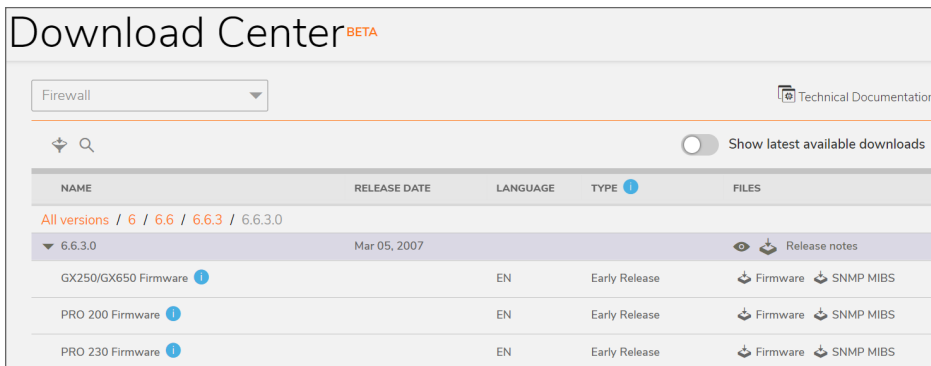 Download Center BETA
Firewall
Technical Documentation
Show latest available downloads
NAME RELEASE DATE LANGUAGE TYPE i FILES
All versions / 6 / 6.6 / 6.6.3 / 6.6.3.0
6.6.3.0 Mar 05, 2007 Release notes
GX250/GX650 Firmware i EN Early Release Firmware SNMP MIBS
PRO 200 Firmware i EN Early Release Firmware SNMP MIBS
PRO 230 Firmware i EN Early Release Firmware SNMP MIBS